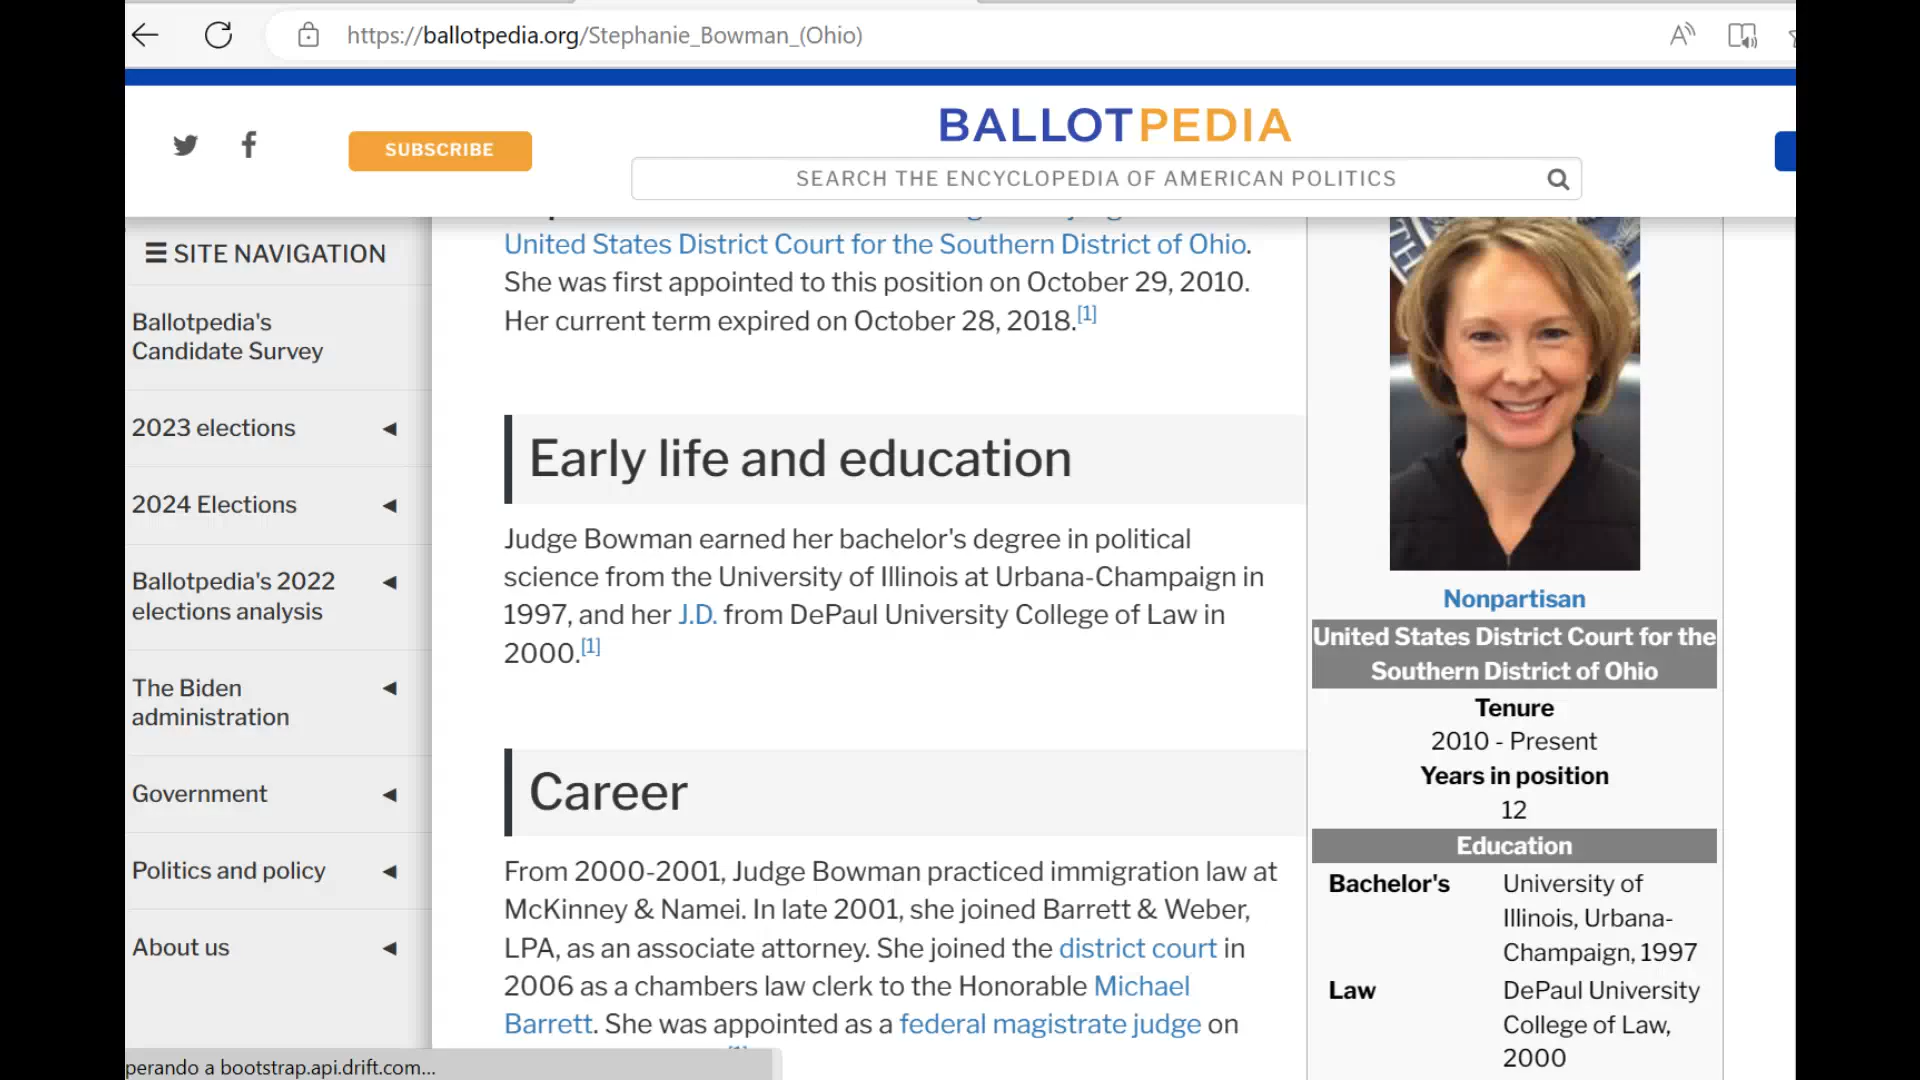 https://ballotpedia.org/Stephanie_Bowman_(Ohio)
SUBSCRIBE
BALLOTPEDIA
SEARCH THE ENCYCLOPEDIA OF AMERICAN POLITICS
SITE NAVIGATION
Ballotpedia's
Candidate Survey
2023 elections
2024 Elections
Ballotpedia's 2022
elections analysis
The Biden
administration
Government
Politics and policy
About us
United States District Court for the Southern District of Ohio.
She was first appointed to this position on October 29, 2010.
Her current term expired on October 28, 2018.[1]
Early life and education
Judge Bowman earned her bachelor's degree in political
science from the University of Illinois at Urbana-Champaign in
1997, and her J.D. from DePaul University College of Law in
2000.[1]
Career
From 2000-2001, Judge Bowman practiced immigration law at
McKinney & Namei. In late 2001, she joined Barrett & Weber,
LPA, as an associate attorney. She joined the district court in
2006 as a chambers law clerk to the Honorable Michael
Barrett. She was appointed as a federal magistrate judge on
Nonpartisan
United States District Court for the
Southern District of Ohio
Tenure
2010 - Present
Years in position
12
Education
Bachelor's University of
Illinois, Urbana-
Champaign, 1997
Law DePaul University
College of Law,
2000
perando a bootstrap.api.drift.com...